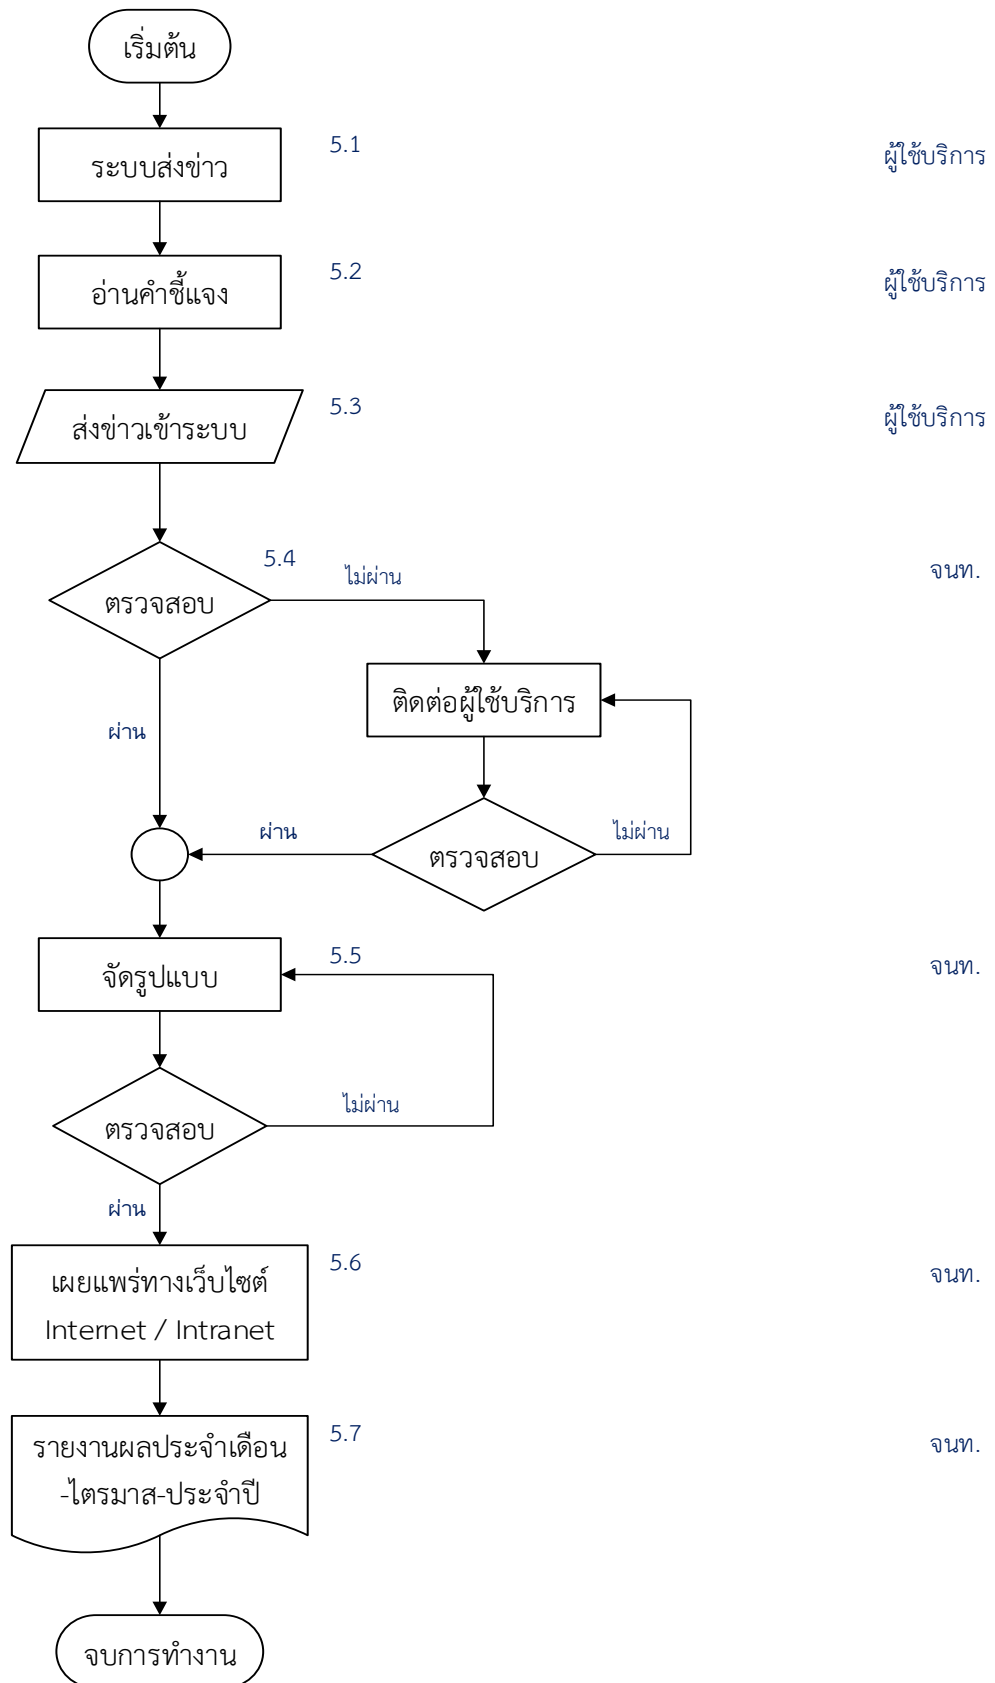 เริ่มต้น
ระบบส่งข่าว
5.1
ผู้ใช้บริการ
อ่านคำชี้แจง
5.2
ผู้ใช้บริการ
ส่งข่าวเข้าระบบ
5.3
ผู้ใช้บริการ
ตรวจสอบ
5.4
ไม่ผ่าน
จนท.
ติดต่อผู้ใช้บริการ
ผ่าน
ผ่าน
ตรวจสอบ
ไม่ผ่าน
จัดรูปแบบ
5.5
จนท.
ตรวจสอบ
ไม่ผ่าน
ผ่าน
เผยแพร่ทางเว็บไซต์
Internet / Intranet
5.6
จนท.
รายงานผลประจำเดือน
-ไตรมาส-ประจำปี
5.7
จนท.
จบการทำงาน